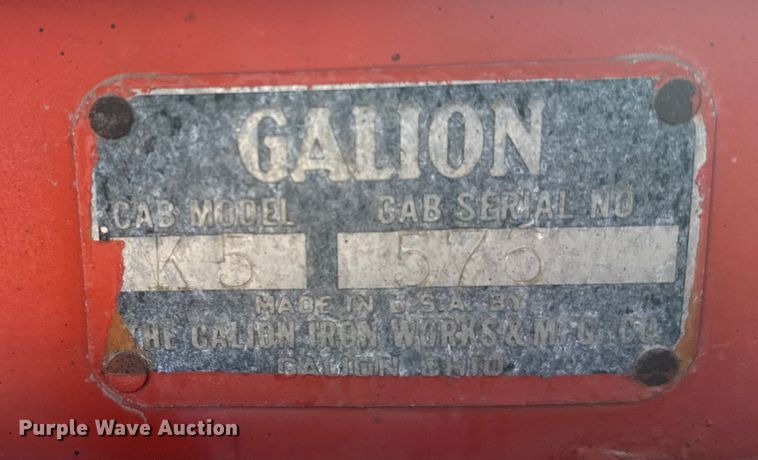 GALION
CAB MODEL CAB SERIAL NO
K5 575
MADE IN U.S.A. BY
THE GALION IRON WORKS & MFG. CO.
GALION, OHIO
Purple Wave Auction